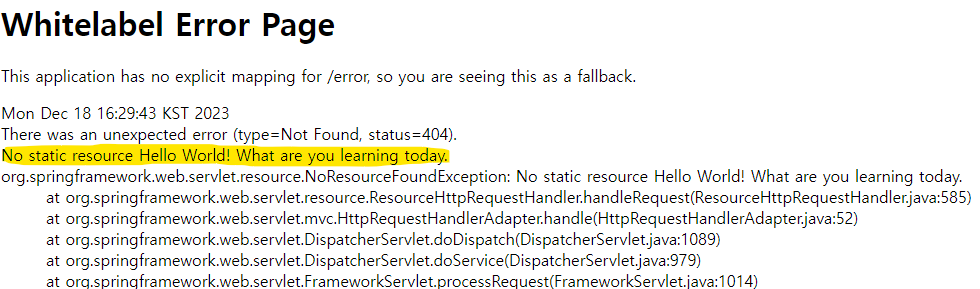 Whitelabel Error Page
This application has no explicit mapping for /error, so you are seeing this as a fallback.
Mon Dec 18 16:29:43 KST 2023
There was an unexpected error (type=Not Found, status=404).
No static resource Hello World! What are you learning today.
org.springframework.web.servlet.resource.NoResourceFoundException: No static resource Hello World! What are you learning today.
at org.springframework.web.servlet.resource.ResourceHttpRequestHandler.handleRequest(ResourceHttpRequestHandler.java:585)
at org.springframework.web.servlet.mvc.HttpRequestHandlerAdapter.handle(HttpRequestHandlerAdapter.java:52)
at org.springframework.web.servlet.DispatcherServlet.doDispatch(DispatcherServlet.java:1089)
at org.springframework.web.servlet.DispatcherServlet.doService(DispatcherServlet.java:979)
at org.springframework.web.servlet.FrameworkServlet.processRequest(FrameworkServlet.java:1014)